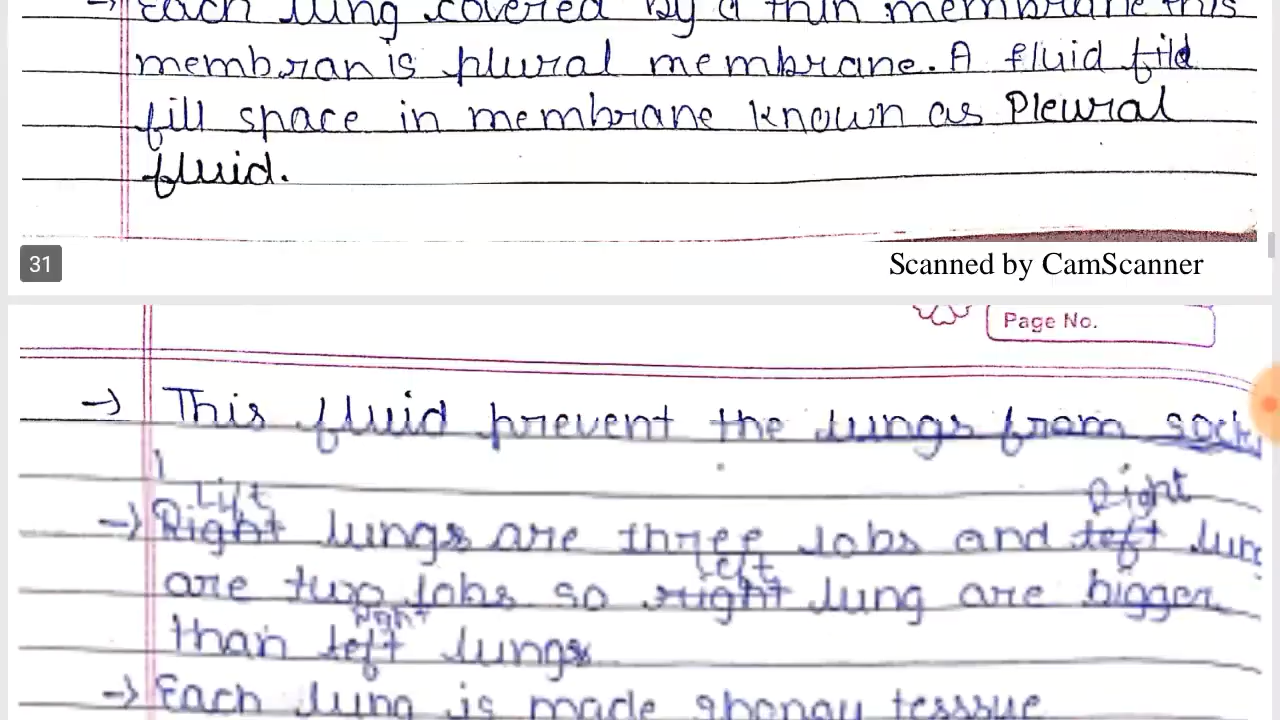 → Each lung covered by a thin membrane this
membran is plural membrane. A fluid fild
fill space in membrane known as Pleural
fluid.
31
Scanned by CamScanner
Page No.
→ This fluid prevent the lungs from
Left
Right
→ Right lungs are three lobs and left lung
Left
are two lobs so right lung are bigger
Right
than left lungs
→ Each lung is made spongy tesssue